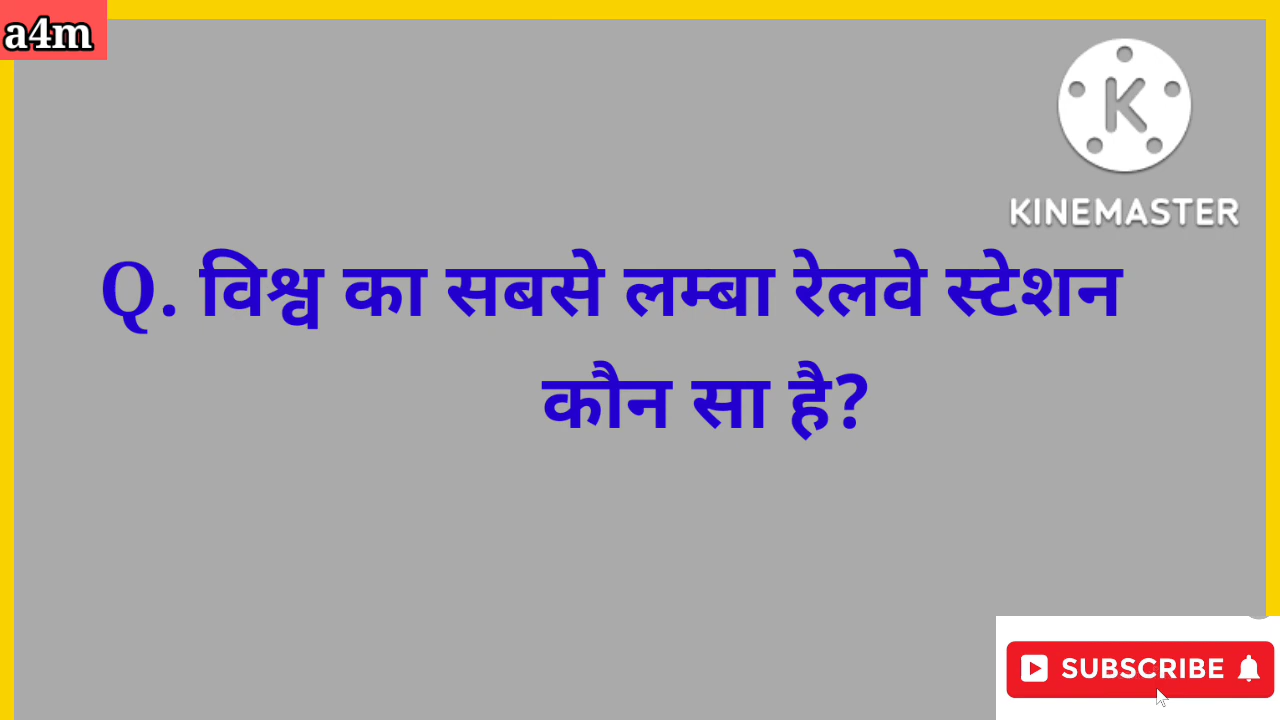 a4m
K
KINEMASTER
Q. विश्व का सबसे लम्बा रेलवे स्टेशन
कौन सा है?
SUBSCRIBE